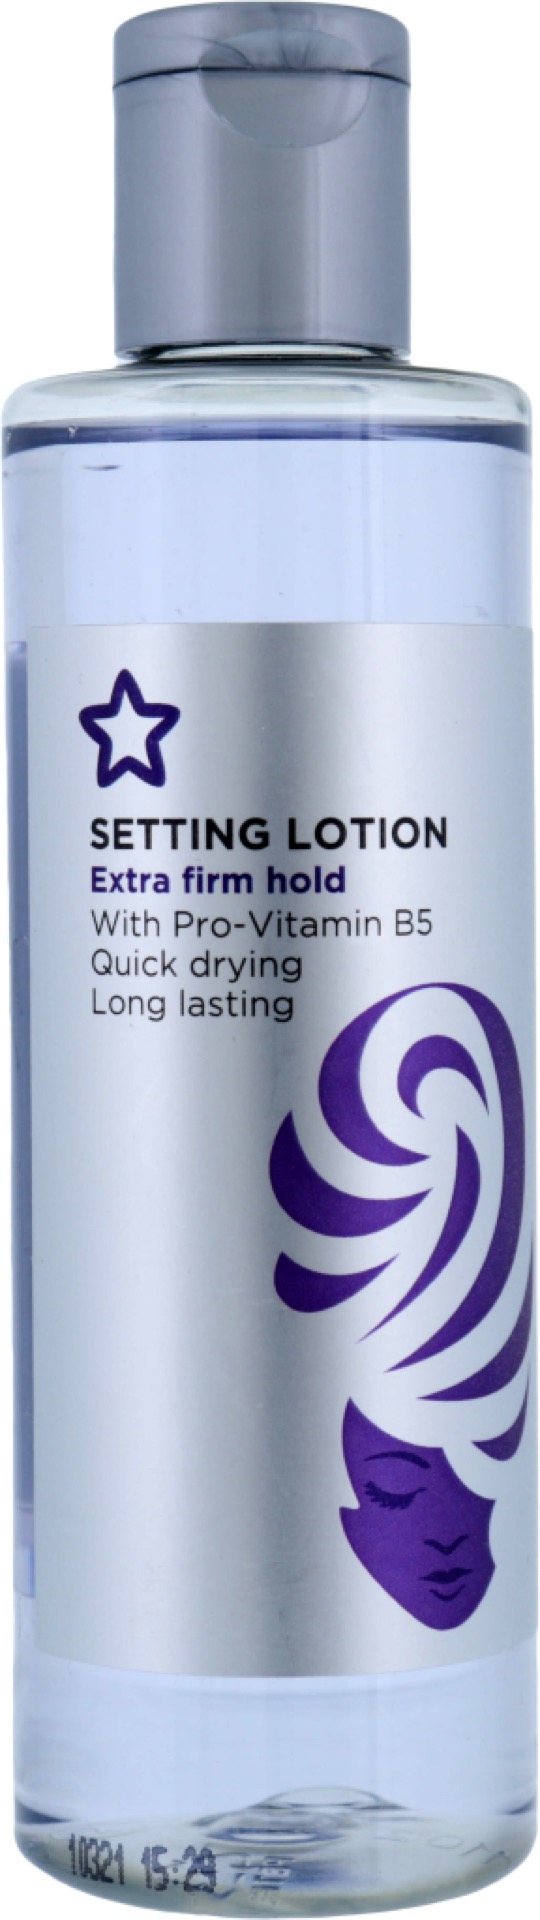 SETTING LOTION
Extra firm hold
With Pro-Vitamin B5
Quick drying
Long lasting
10321 15:29